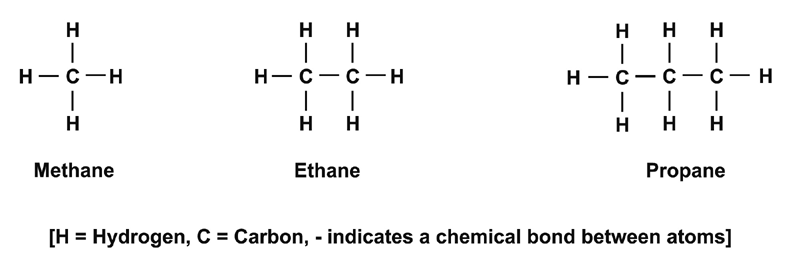 H H H H H H
H — C — H H — C — C — H H — C — C — C — H
H H H H H H
Methane Ethane Propane
[H = Hydrogen, C = Carbon, - indicates a chemical bond between atoms]